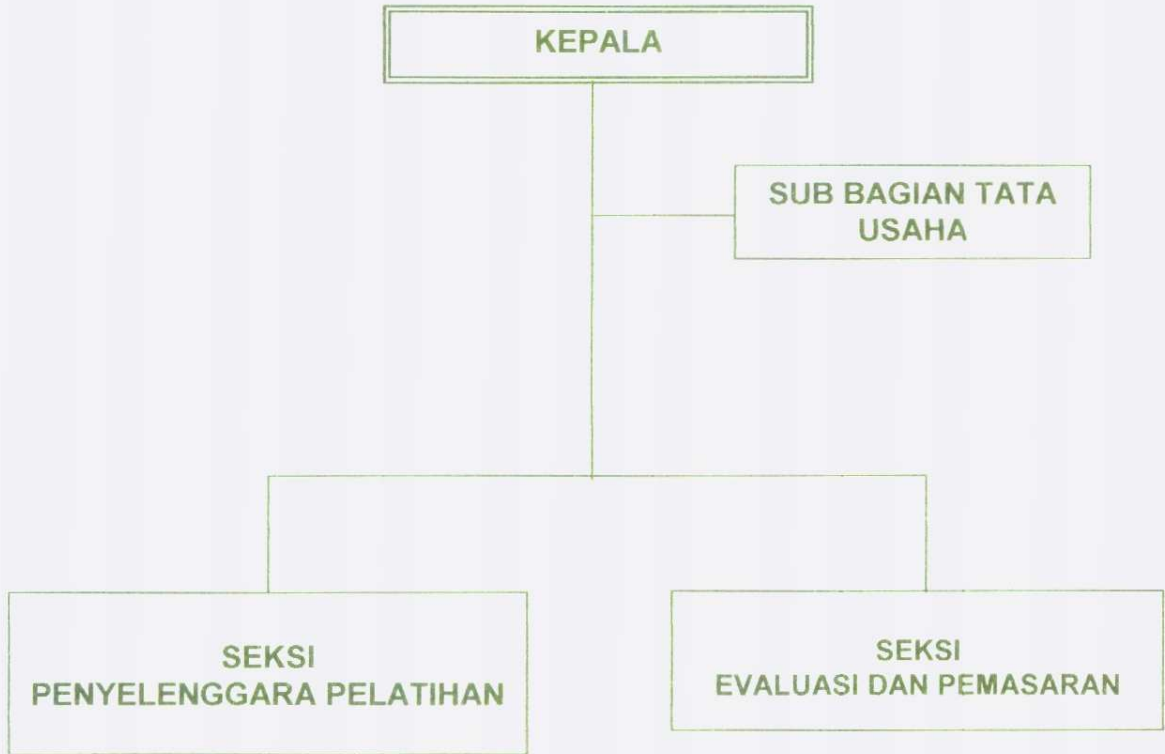 KEPALA
SUB BAGIAN TATA
USAHA
SEKSI
PENYELENGGARA PELATIHAN
SEKSI
EVALUASI DAN PEMASARAN